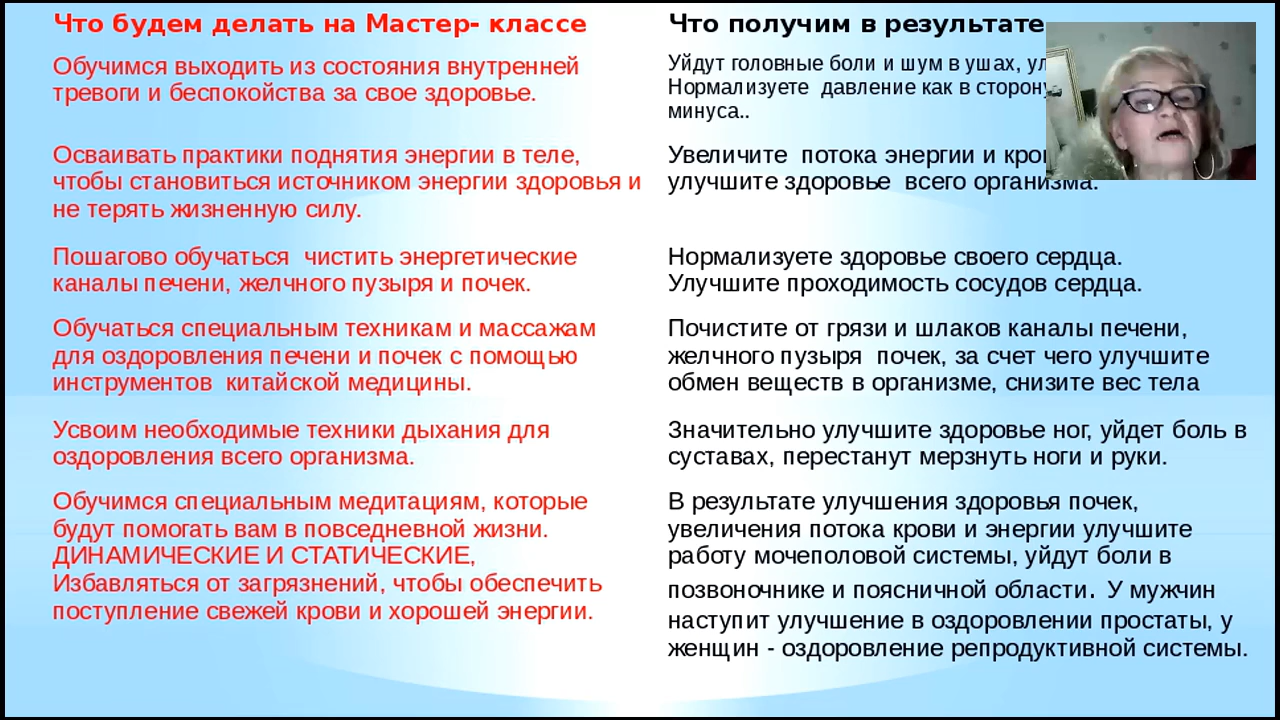 Что будем делать на Мастер- классе
Обучимся выходить из состояния внутренней
тревоги и беспокойства за свое здоровье.
Осваивать практики поднятия энергии в теле,
чтобы становиться источником энергии здоровья и
не терять жизненную силу.
Пошагово обучаться  чистить энергетические
каналы печени, желчного пузыря и почек.
Обучаться специальным техникам и массажам
для оздоровления печени и почек с помощью
инструментов  китайской медицины.
Усвоим необходимые техники дыхания для
оздоровления всего организма.
Обучимся специальным медитациям, которые
будут помогать вам в повседневной жизни.
ДИНАМИЧЕСКИЕ И СТАТИЧЕСКИЕ,
Избавляться от загрязнений, чтобы обеспечить
поступление свежей крови и хорошей энергии.
Что получим в результате
Уйдут головные боли и шум в ушах,
Нормализуете  давление как в сторону
минуса..
Увеличите  потока энергии и
улучшите здоровье  всего организма.
Нормализуете здоровье своего сердца.
Улучшите проходимость сосудов сердца.
Почистите от грязи и шлаков каналы печени,
желчного пузыря  почек, за счет чего улучшите
обмен веществ в организме, снизите вес тела
Значительно улучшите здоровье ног, уйдет боль в
суставах, перестанут мерзнуть ноги и руки.
В результате улучшения здоровья почек,
увеличения потока крови и энергии улучшите
работу мочеполовой системы, уйдут боли в
позвоночнике и поясничной области. У мужчин
наступит улучшение в оздоровлении простаты, у
женщин - оздоровление репродуктивной системы.